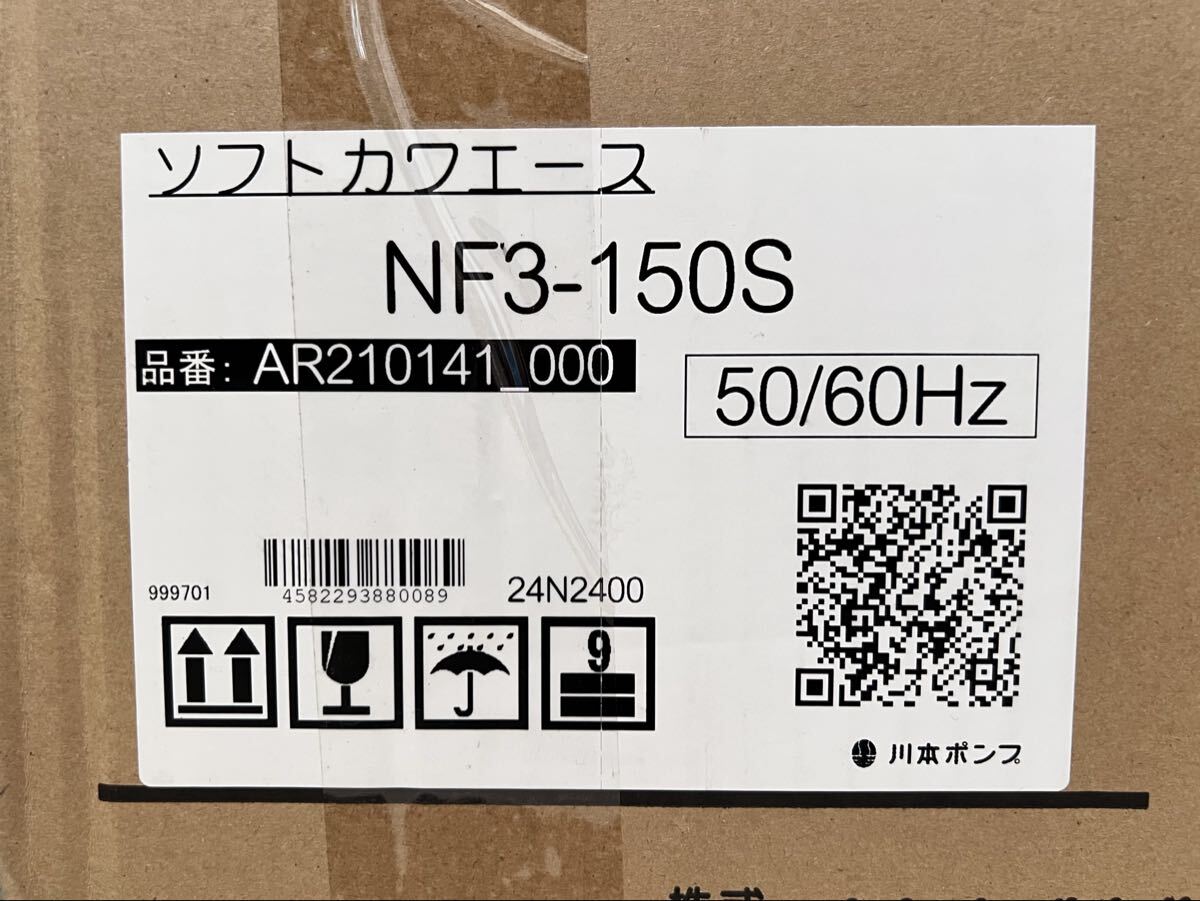 ソフトカワエース
NF3-150S
品番: AR210141_000
50/60Hz
999701
4582293880089
24N2400
9
川本ポンプ